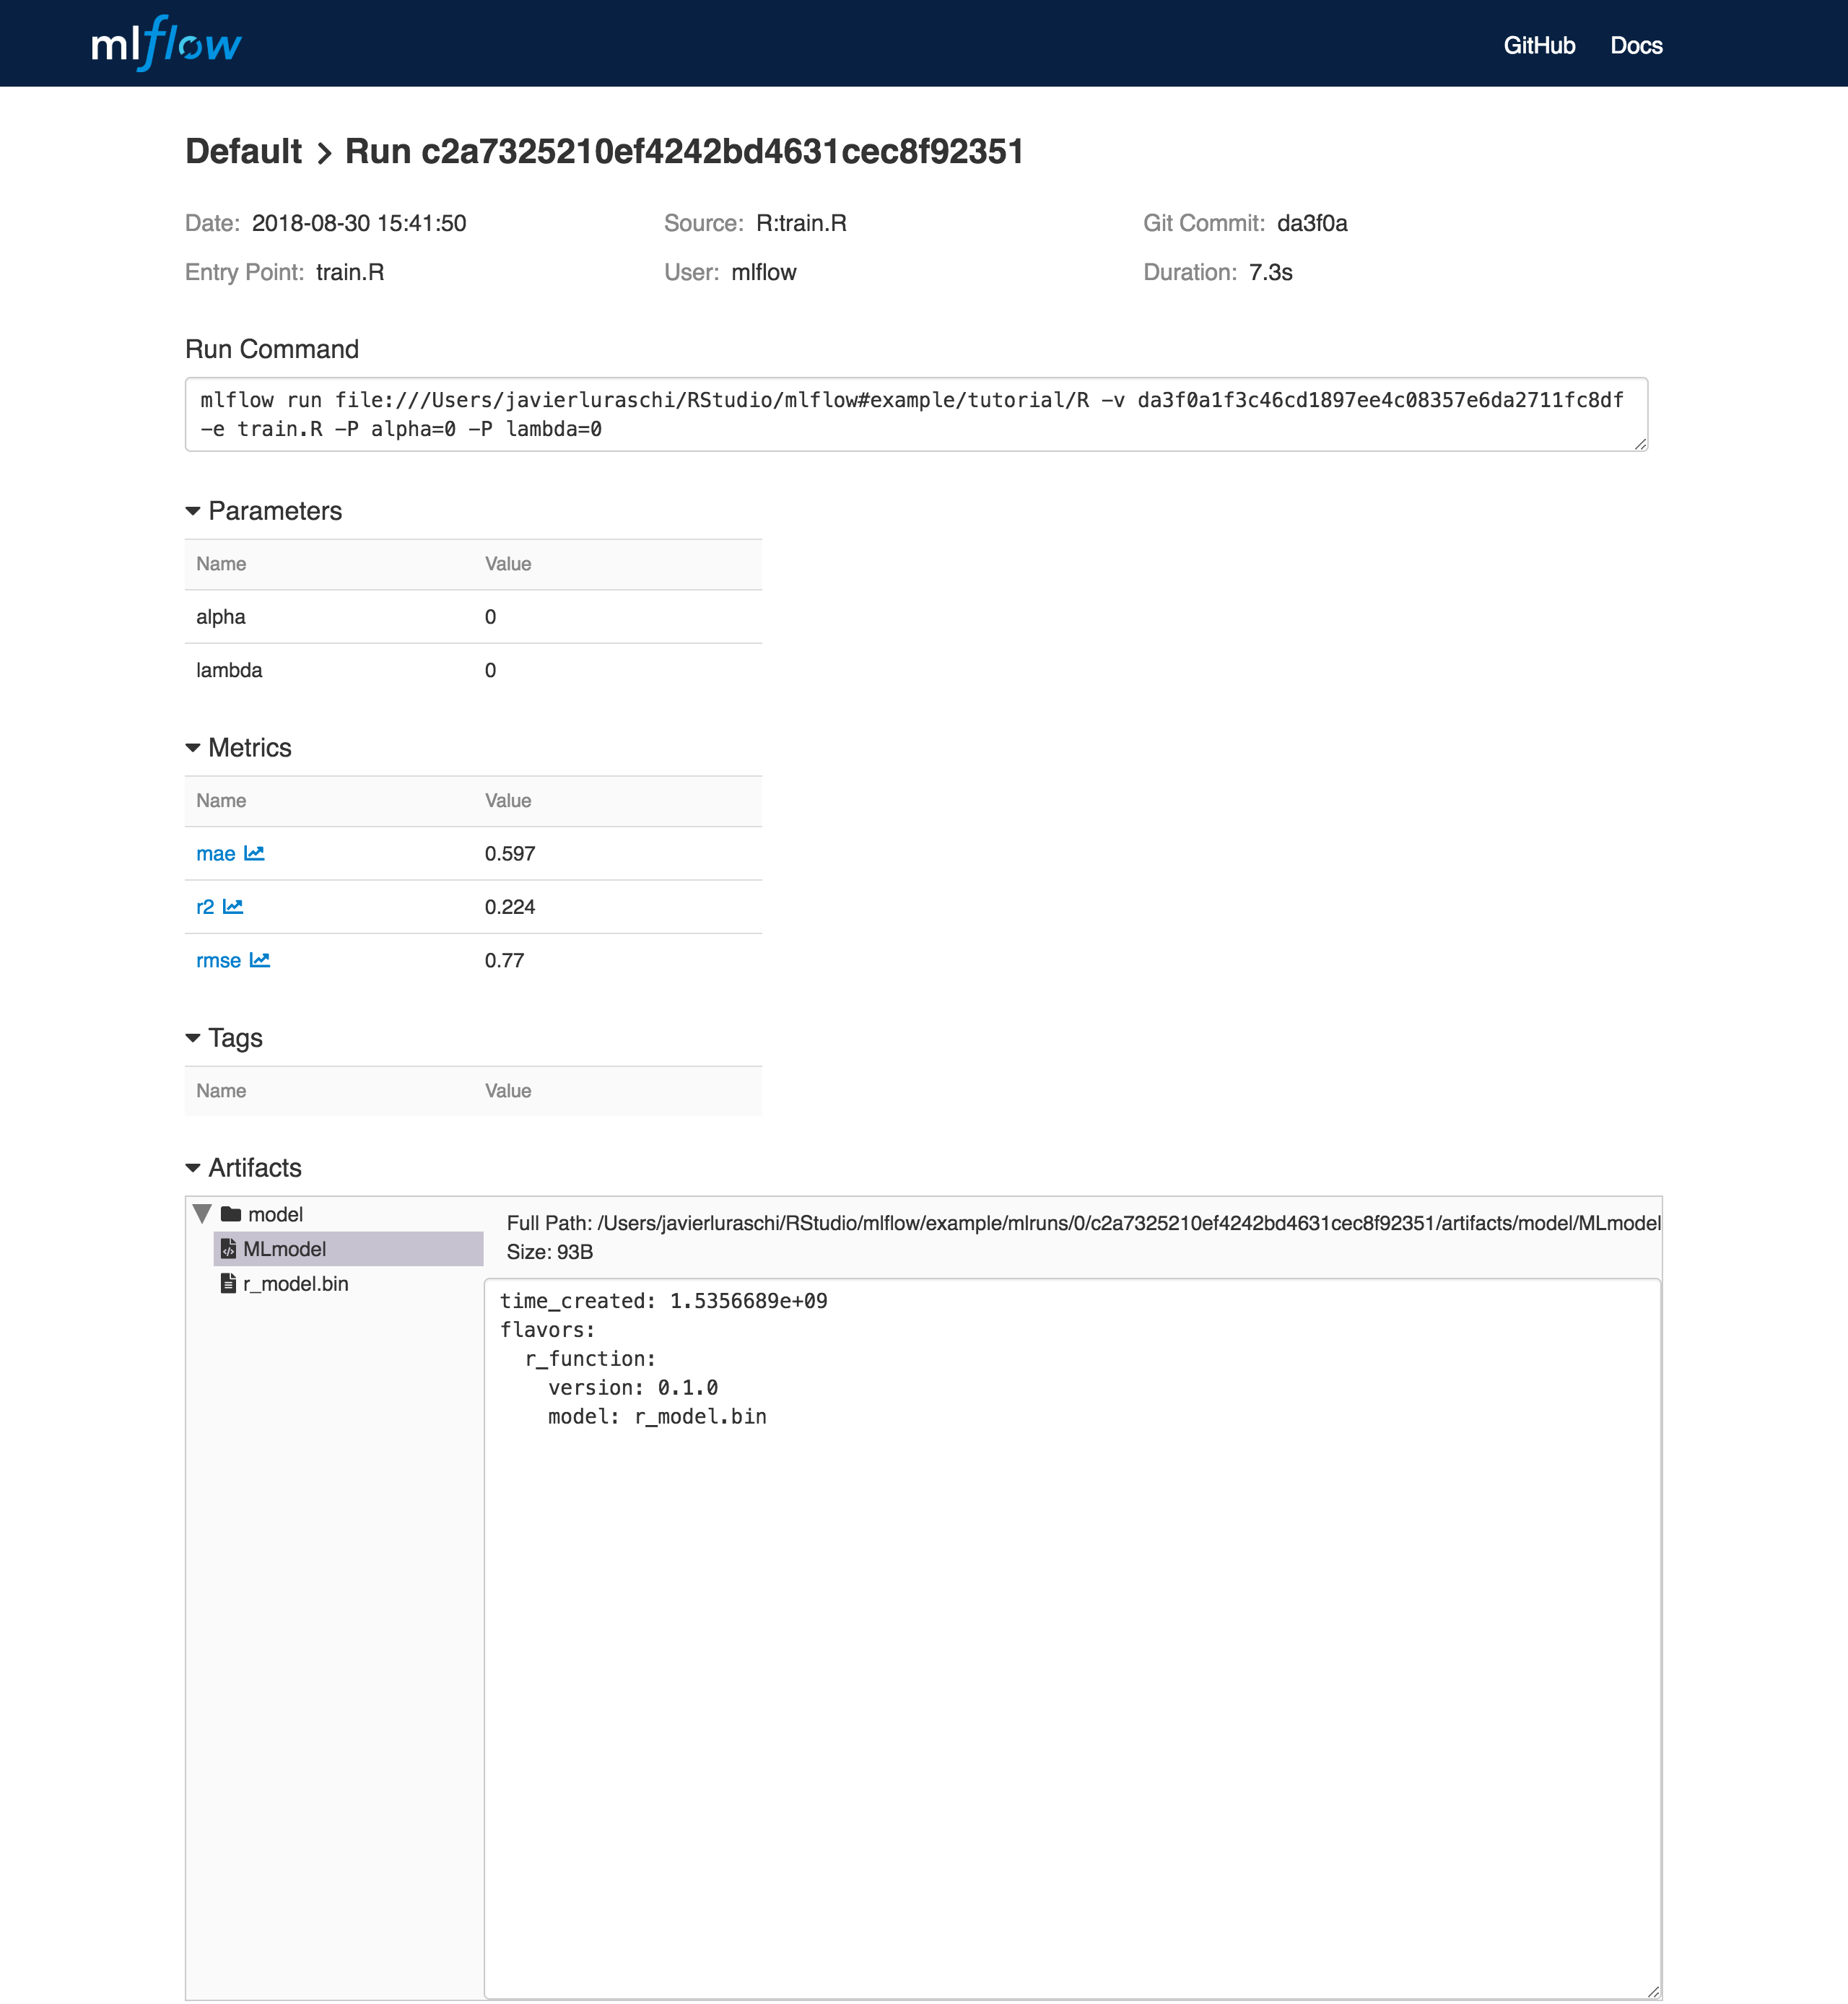 mlflow
GitHub Docs
Default > Run c2a7325210ef4242bd4631cec8f92351
Date: 2018-08-30 15:41:50 Source: R:train.R Git Commit: da3f0a
Entry Point: train.R User: mlflow Duration: 7.3s
Run Command
mlflow run file:///Users/javierluraschi/RStudio/mlflow#example/tutorial/R -v da3f0a1f3c46cd1897ee4c08357e6da2711fc8df
-e train.R -P alpha=0 -P lambda=0
Parameters
Name Value
alpha 0
lambda 0
Metrics
Name Value
mae 0.597
r2 0.224
rmse 0.77
Tags
Name Value
Artifacts
model
MLmodel
r_model.bin
Full Path: /Users/javierluraschi/RStudio/mlflow/example/mlruns/0/c2a7325210ef4242bd4631cec8f92351/artifacts/model/MLmodel
Size: 93B
time_created: 1.5356689e+09
flavors:
  r_function:
    version: 0.1.0
    model: r_model.bin